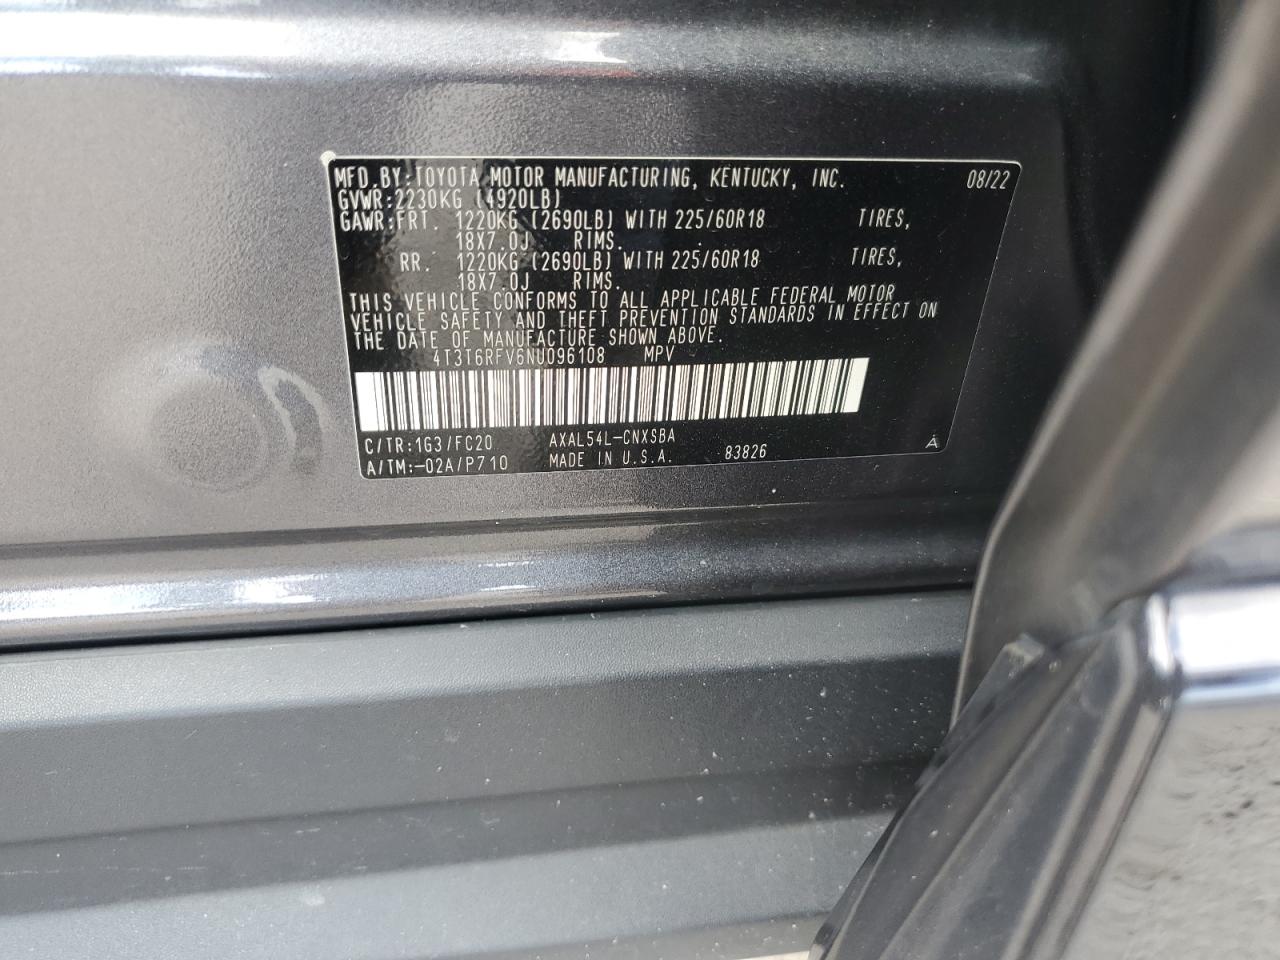 MFD. BY: TOYOTA MOTOR MANUFACTURING, KENTUCKY, INC. 08/22
GVWR: 2230KG (4920LB)
GAWR: FRT. 1220KG (2690LB) WITH 225/60R18 TIRES,
18X7.0J RIMS.
RR. 1220KG (2690LB) WITH 225/60R18 TIRES,
18X7.0J RIMS.
THIS VEHICLE CONFORMS TO ALL APPLICABLE FEDERAL MOTOR
VEHICLE SAFETY AND THEFT PREVENTION STANDARDS IN EFFECT ON
THE DATE OF MANUFACTURE SHOWN ABOVE.
4T3T6RFV6NU096108 MPV
C/TR:1G3/FC20 AXAL54L-CNXSBA A
A/TM:-02A/P710 MADE IN U.S.A. 83826